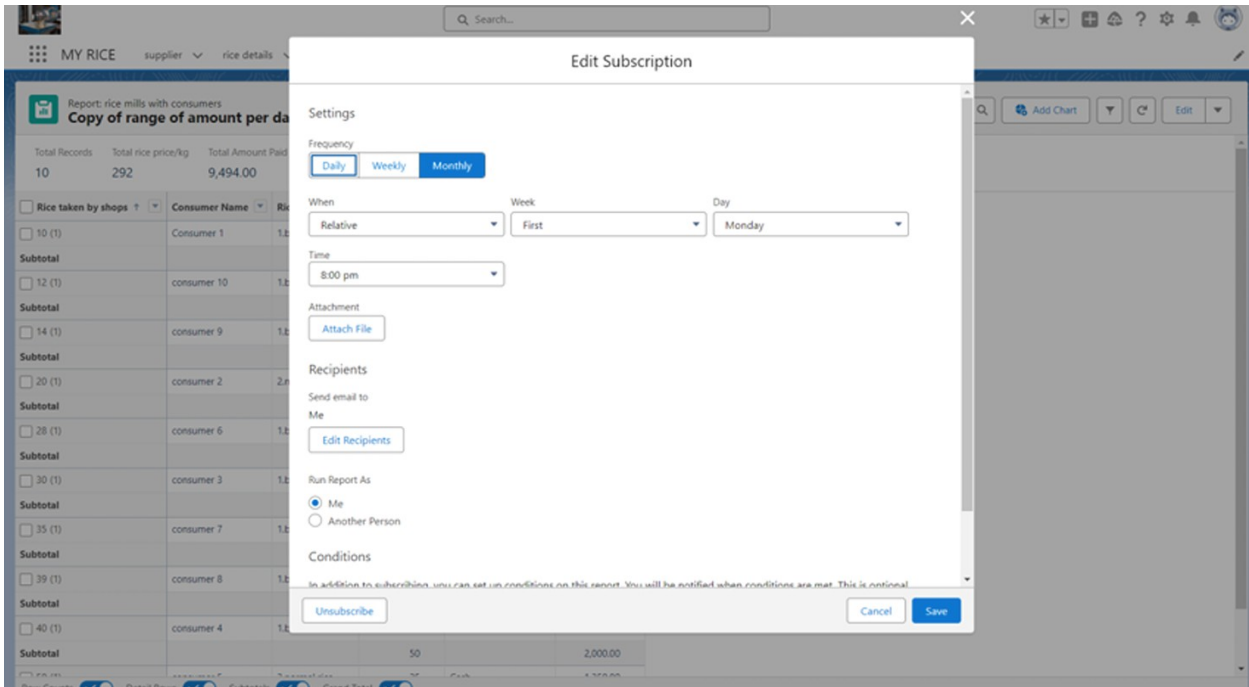 Search...
MY RICE supplier rice details
Edit Subscription
Report: rice mills with consumers
Copy of range of amount per da
Add Chart Edit
Total Records Total rice price/kg Total Amount Paid
10 292 9,494.00
Rice taken by shops ↑ Consumer Name
10 (1) Consumer 1
Subtotal
12 (1) consumer 10
Subtotal
14 (1) consumer 9
Subtotal
20 (1) consumer 2
Subtotal
28 (1) consumer 6
Subtotal
30 (1) consumer 3
Subtotal
35 (1) consumer 7
Subtotal
39 (1) consumer 8
Subtotal
40 (1) consumer 4
Subtotal 50 2,000.00
Settings
Frequency
Daily Weekly Monthly
When Week Day
Relative First Monday
Time
8:00 pm
Attachment
Attach File
Recipients
Send email to
Me
Edit Recipients
Run Report As
Me
Another Person
Conditions
In addition to subscribing, you can set up conditions on this report. You will be notified when conditions are met. This is optional
Unsubscribe Cancel Save